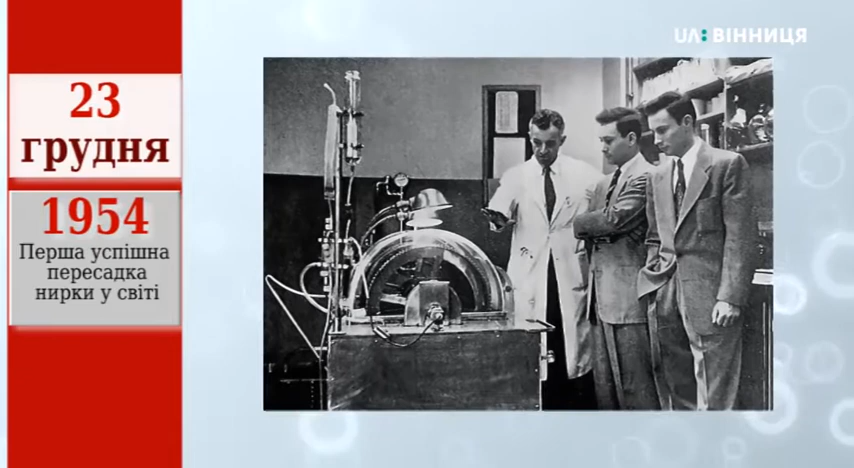 UA: ВІННИЦЯ
23
грудня
1954
Перша успішна
пересадка
нирки у світі